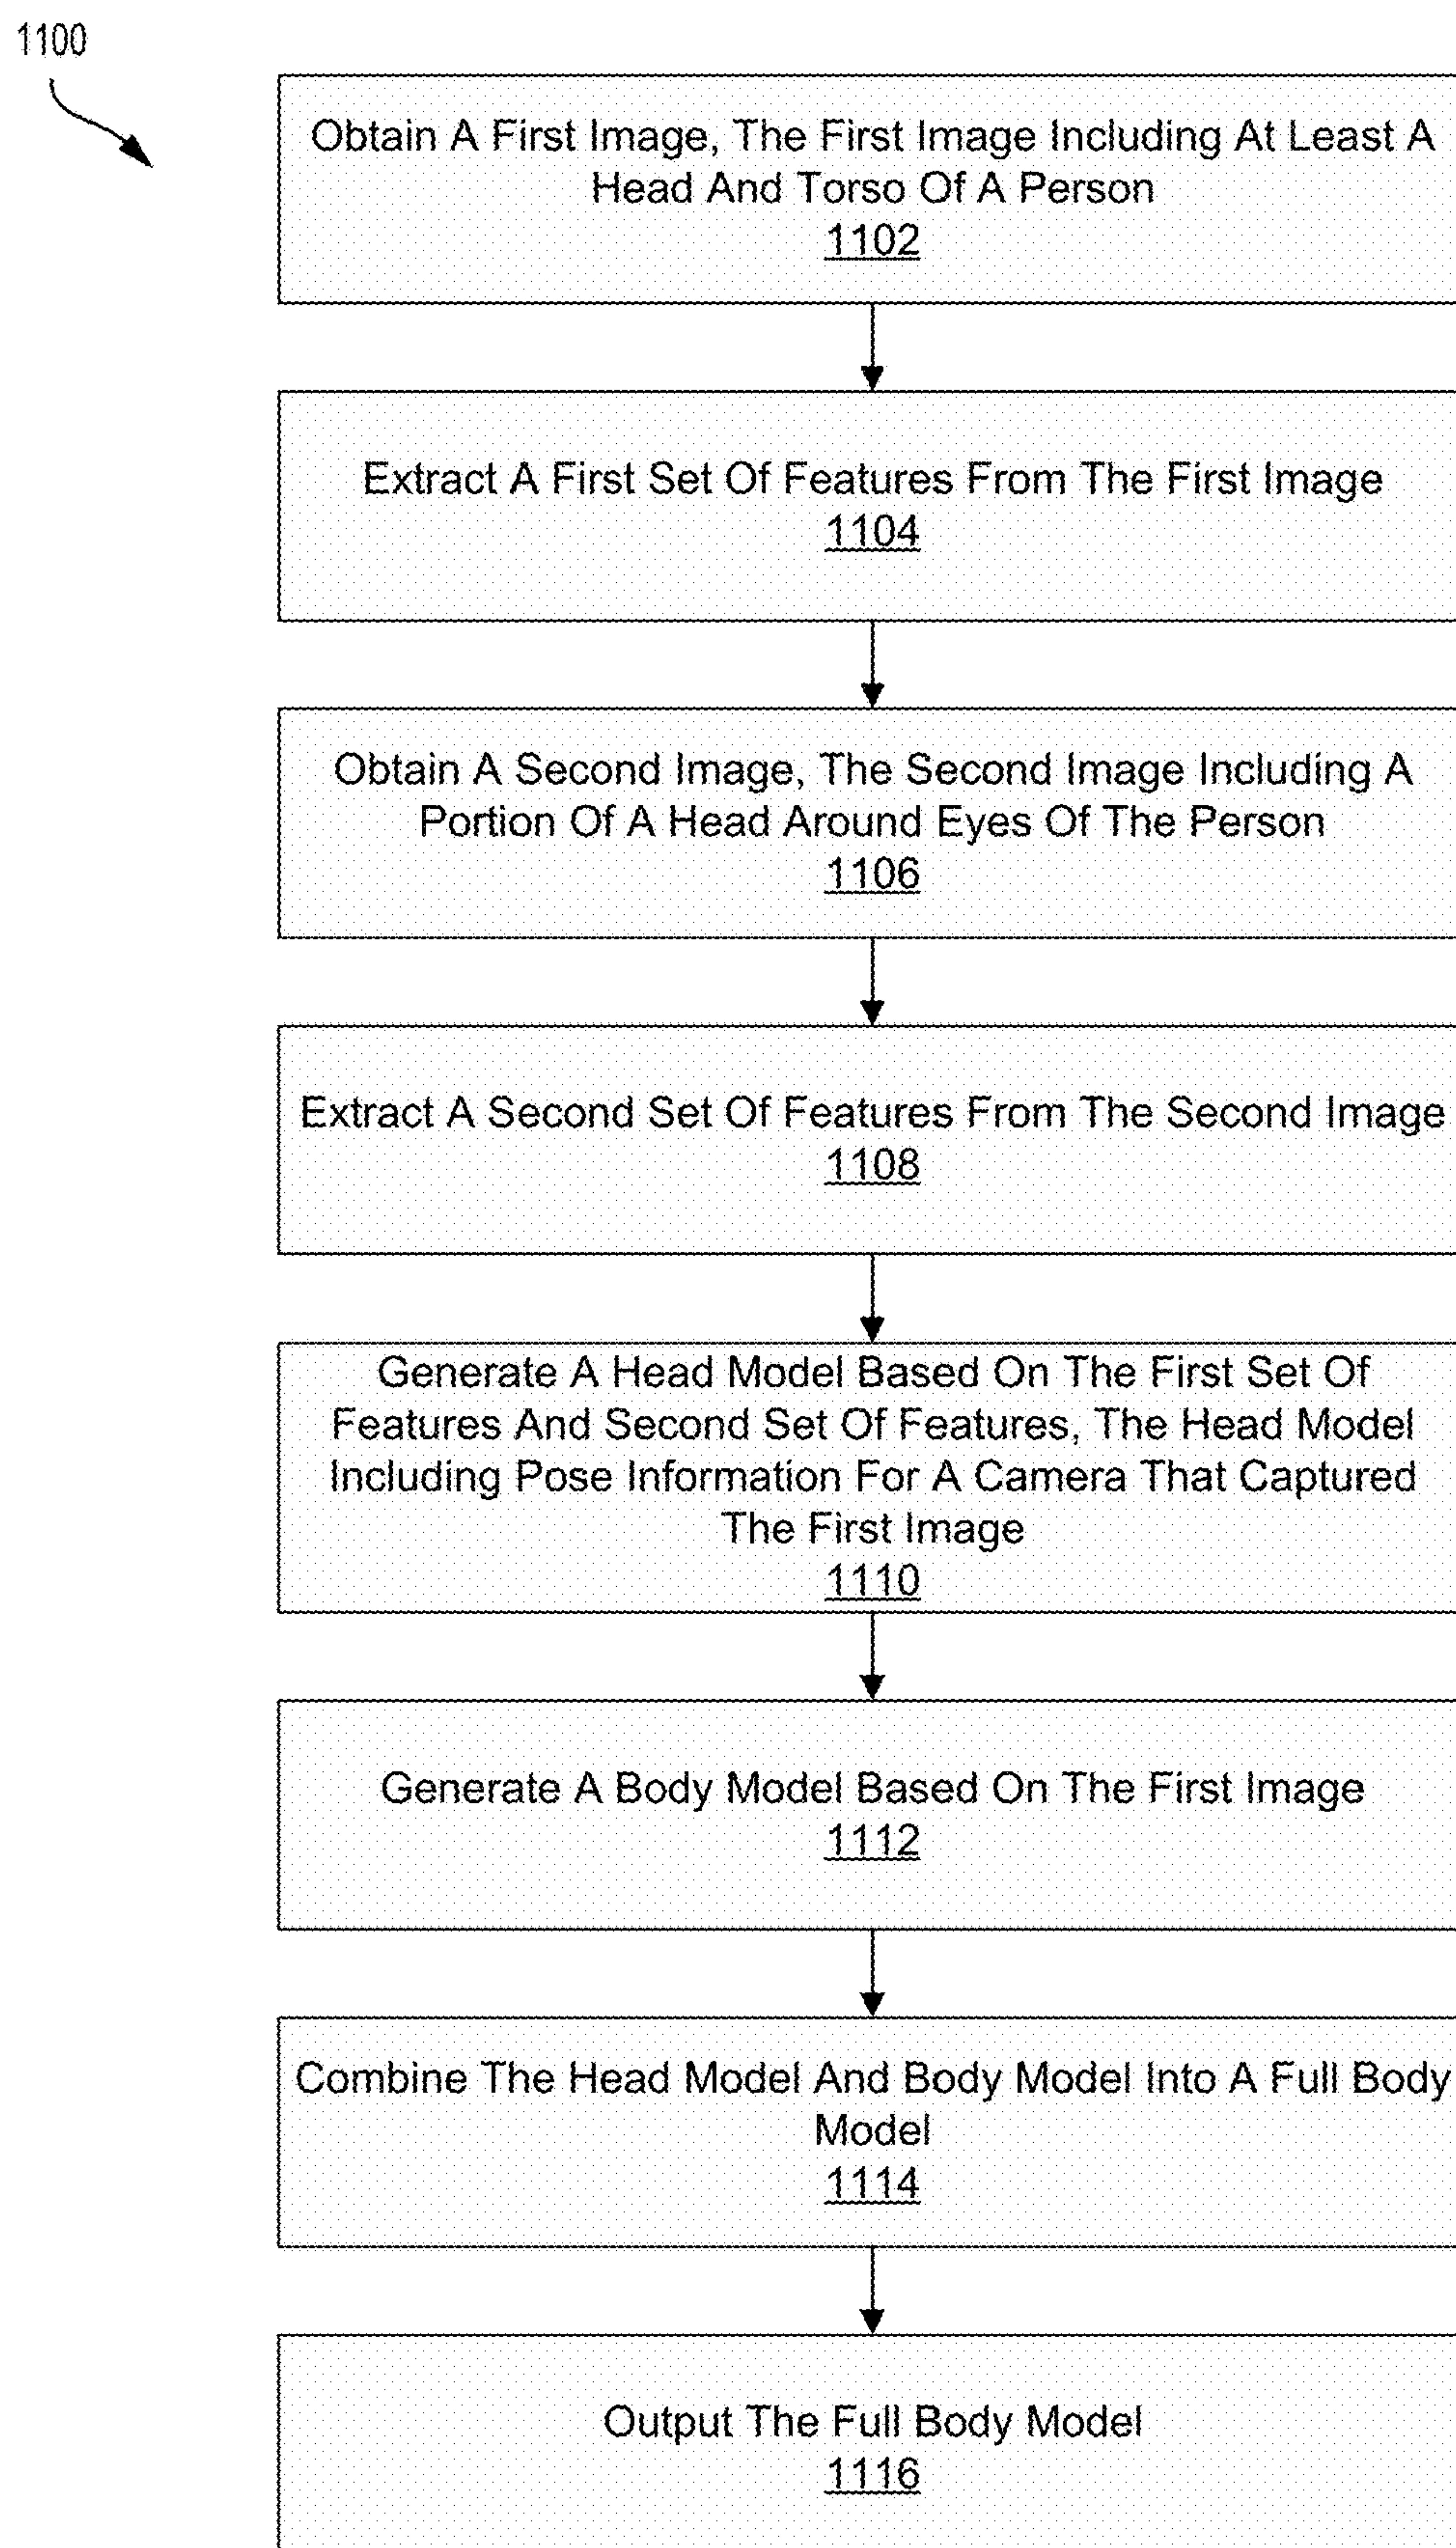 1100
Obtain A First Image, The First Image Including At Least A
Head And Torso Of A Person
1102
Extract A First Set Of Features From The First Image
1104
Obtain A Second Image, The Second Image Including A
Portion Of A Head Around Eyes Of The Person
1106
Extract A Second Set Of Features From The Second Image
1108
Generate A Head Model Based On The First Set Of
Features And Second Set Of Features, The Head Model
Including Pose Information For A Camera That Captured
The First Image
1110
Generate A Body Model Based On The First Image
1112
Combine The Head Model And Body Model Into A Full Body
Model
1114
Output The Full Body Model
1116